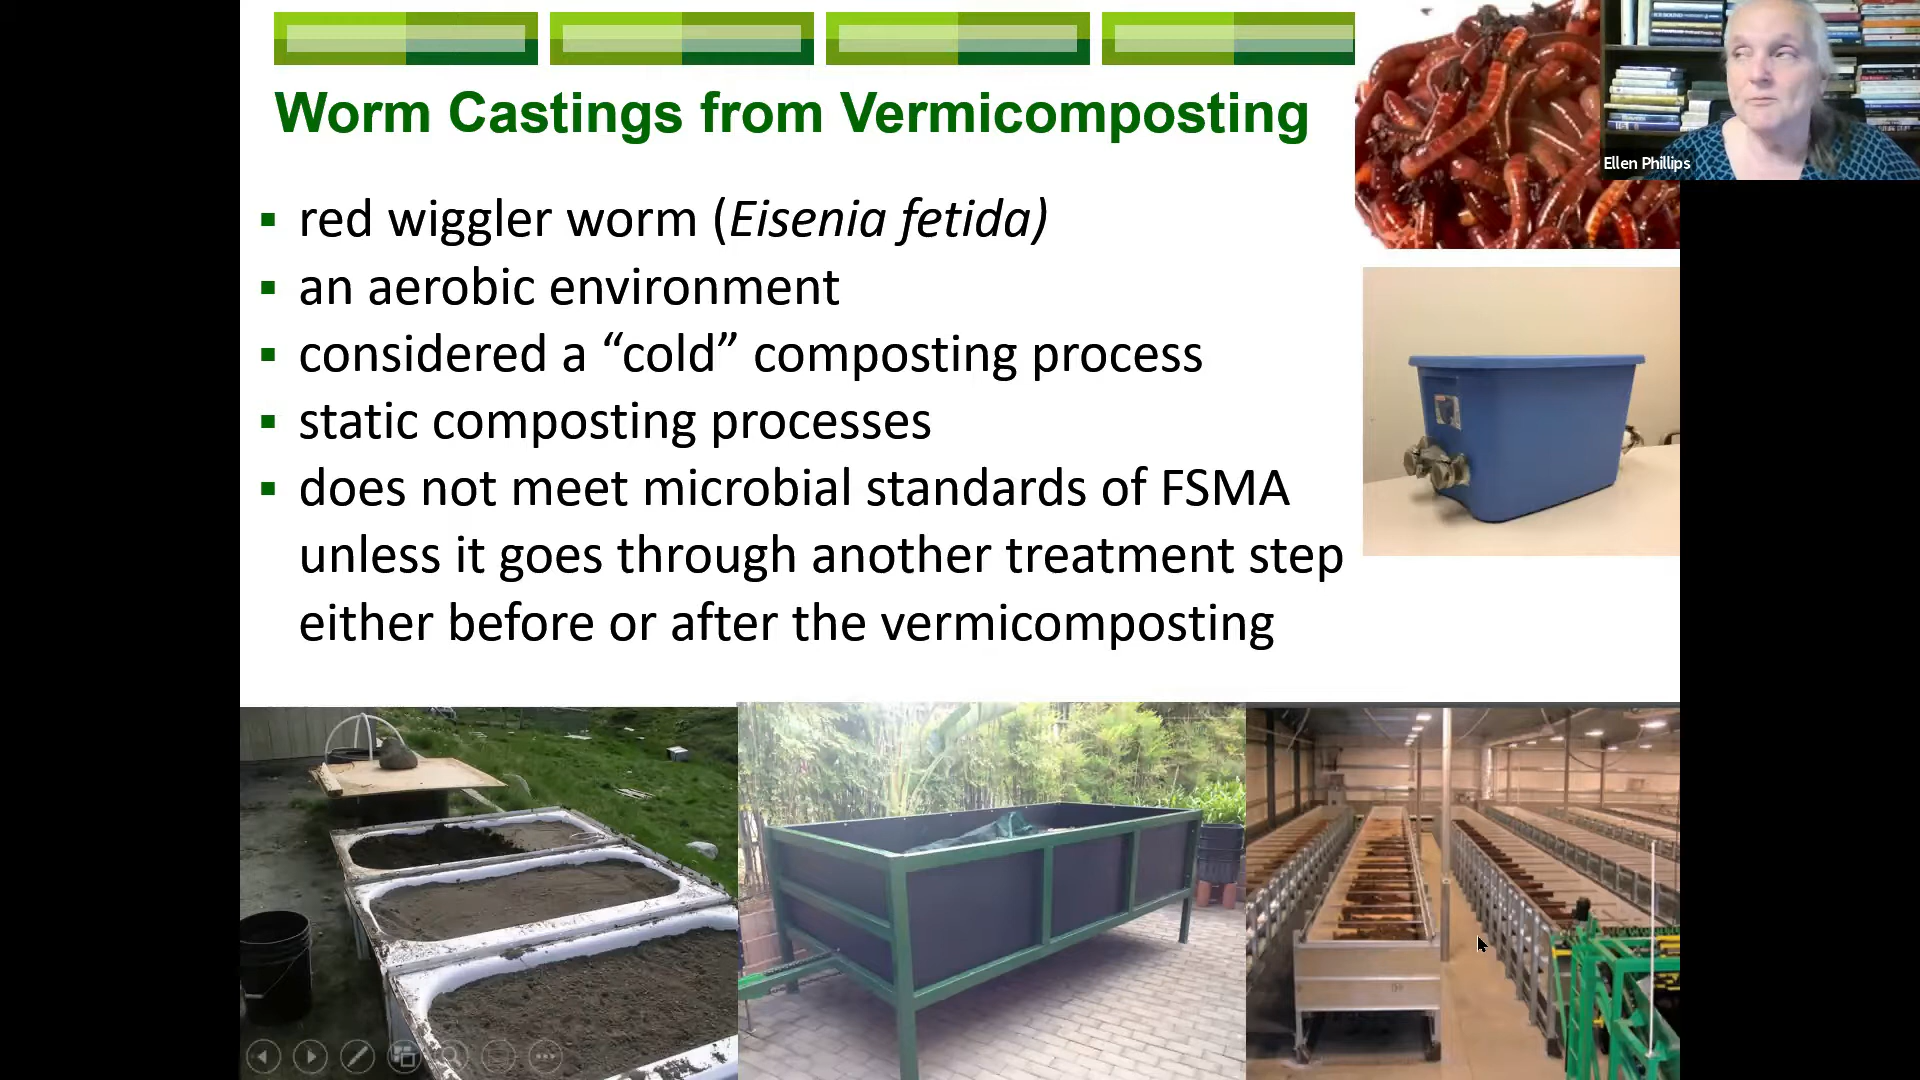 Worm Castings from Vermicomposting
Ellen Phillips
▪ red wiggler worm (Eisenia fetida)
▪ an aerobic environment
▪ considered a “cold” composting process
▪ static composting processes
▪ does not meet microbial standards of FSMA
unless it goes through another treatment step
either before or after the vermicomposting